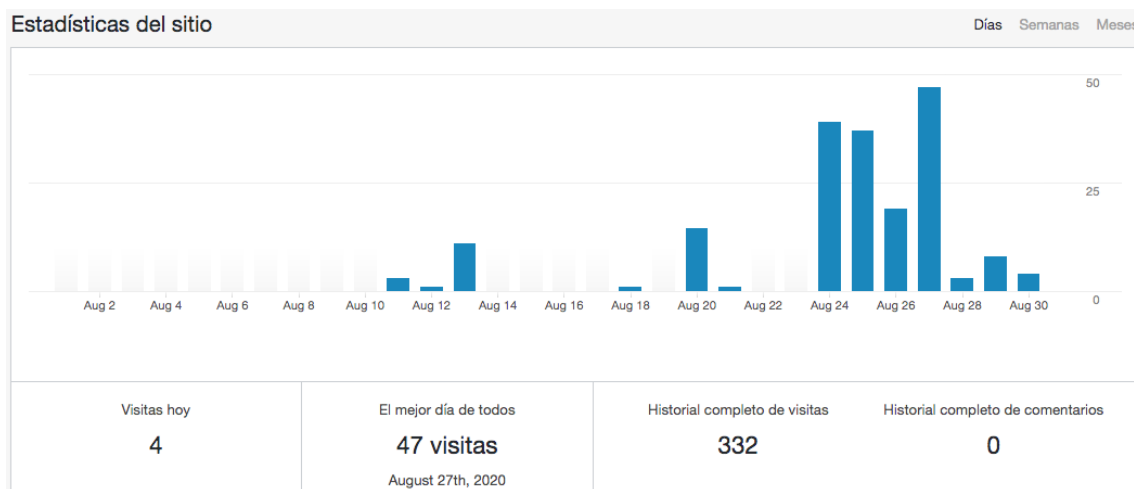 Estadísticas del sitio
Días Semanas Meses
50
25
0
Aug 2 Aug 4 Aug 6 Aug 8 Aug 10 Aug 12 Aug 14 Aug 16 Aug 18 Aug 20 Aug 22 Aug 24 Aug 26 Aug 28 Aug 30
Visitas hoy
4
El mejor día de todos
47 visitas
August 27th, 2020
Historial completo de visitas
332
Historial completo de comentarios
0